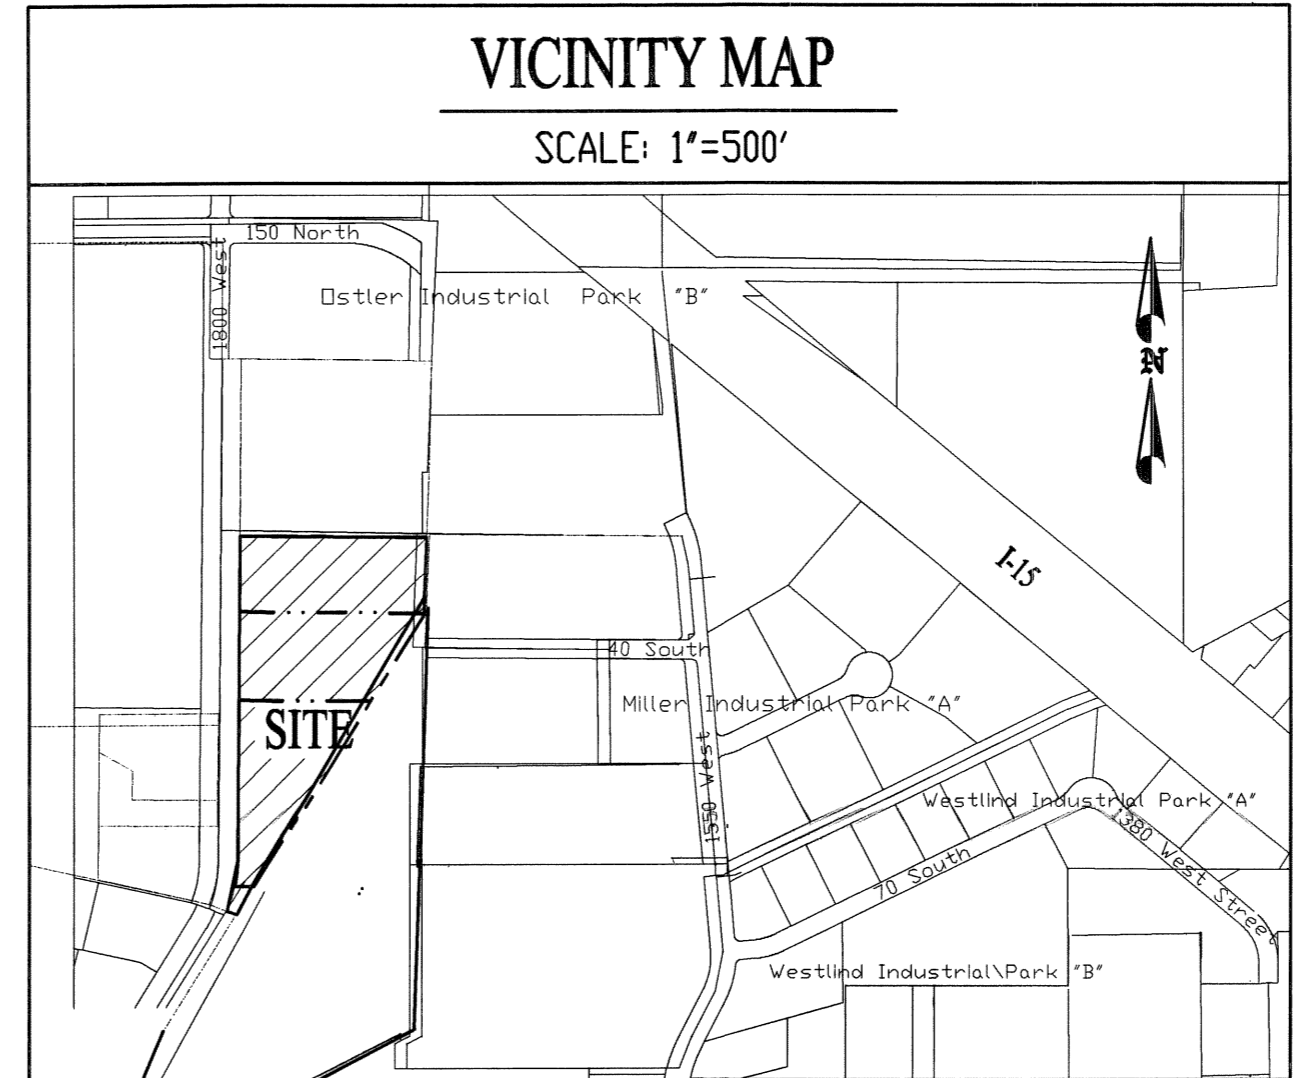 VICINITY MAP
SCALE: 1"=500'
150 North
1800 West
Ostler Industrial Park "B"
N
I-15
40 South
Miller Industrial Park "A"
SITE
1550 West
Westlind Industrial Park "A"
1380 West Street
70 South
Westlind Industrial\Park "B"